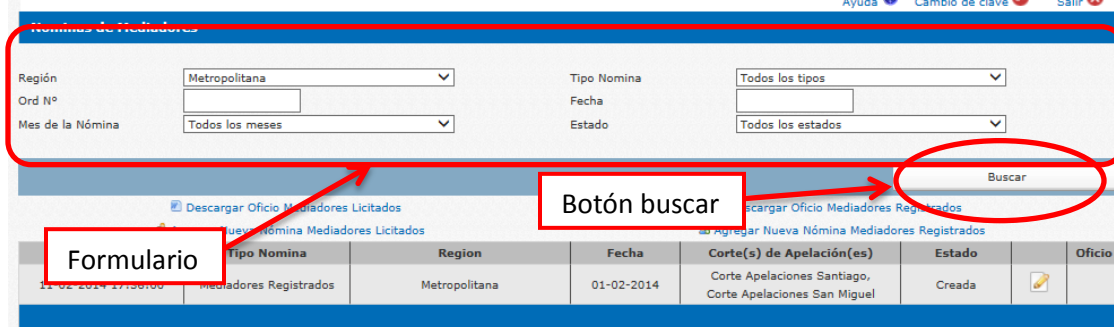 Ayuda Cambio de clave Salir
Nominas de Mediadores
Región Metropolitana Tipo Nomina Todos los tipos
Ord Nº Fecha
Mes de la Nómina Todos los meses Estado Todos los estados
Buscar
Descargar Oficio Mediadores Licitados Descargar Oficio Mediadores Registrados
Botón buscar
Nueva Nómina Mediadores Licitados Agregar Nueva Nómina Mediadores Registrados
Formulario
Tipo Nomina Region Fecha Corte(s) de Apelación(es) Estado Oficio
11-02-2014 17:58:00 Mediadores Registrados Metropolitana 01-02-2014 Corte Apelaciones Santiago, Creada
Corte Apelaciones San Miguel